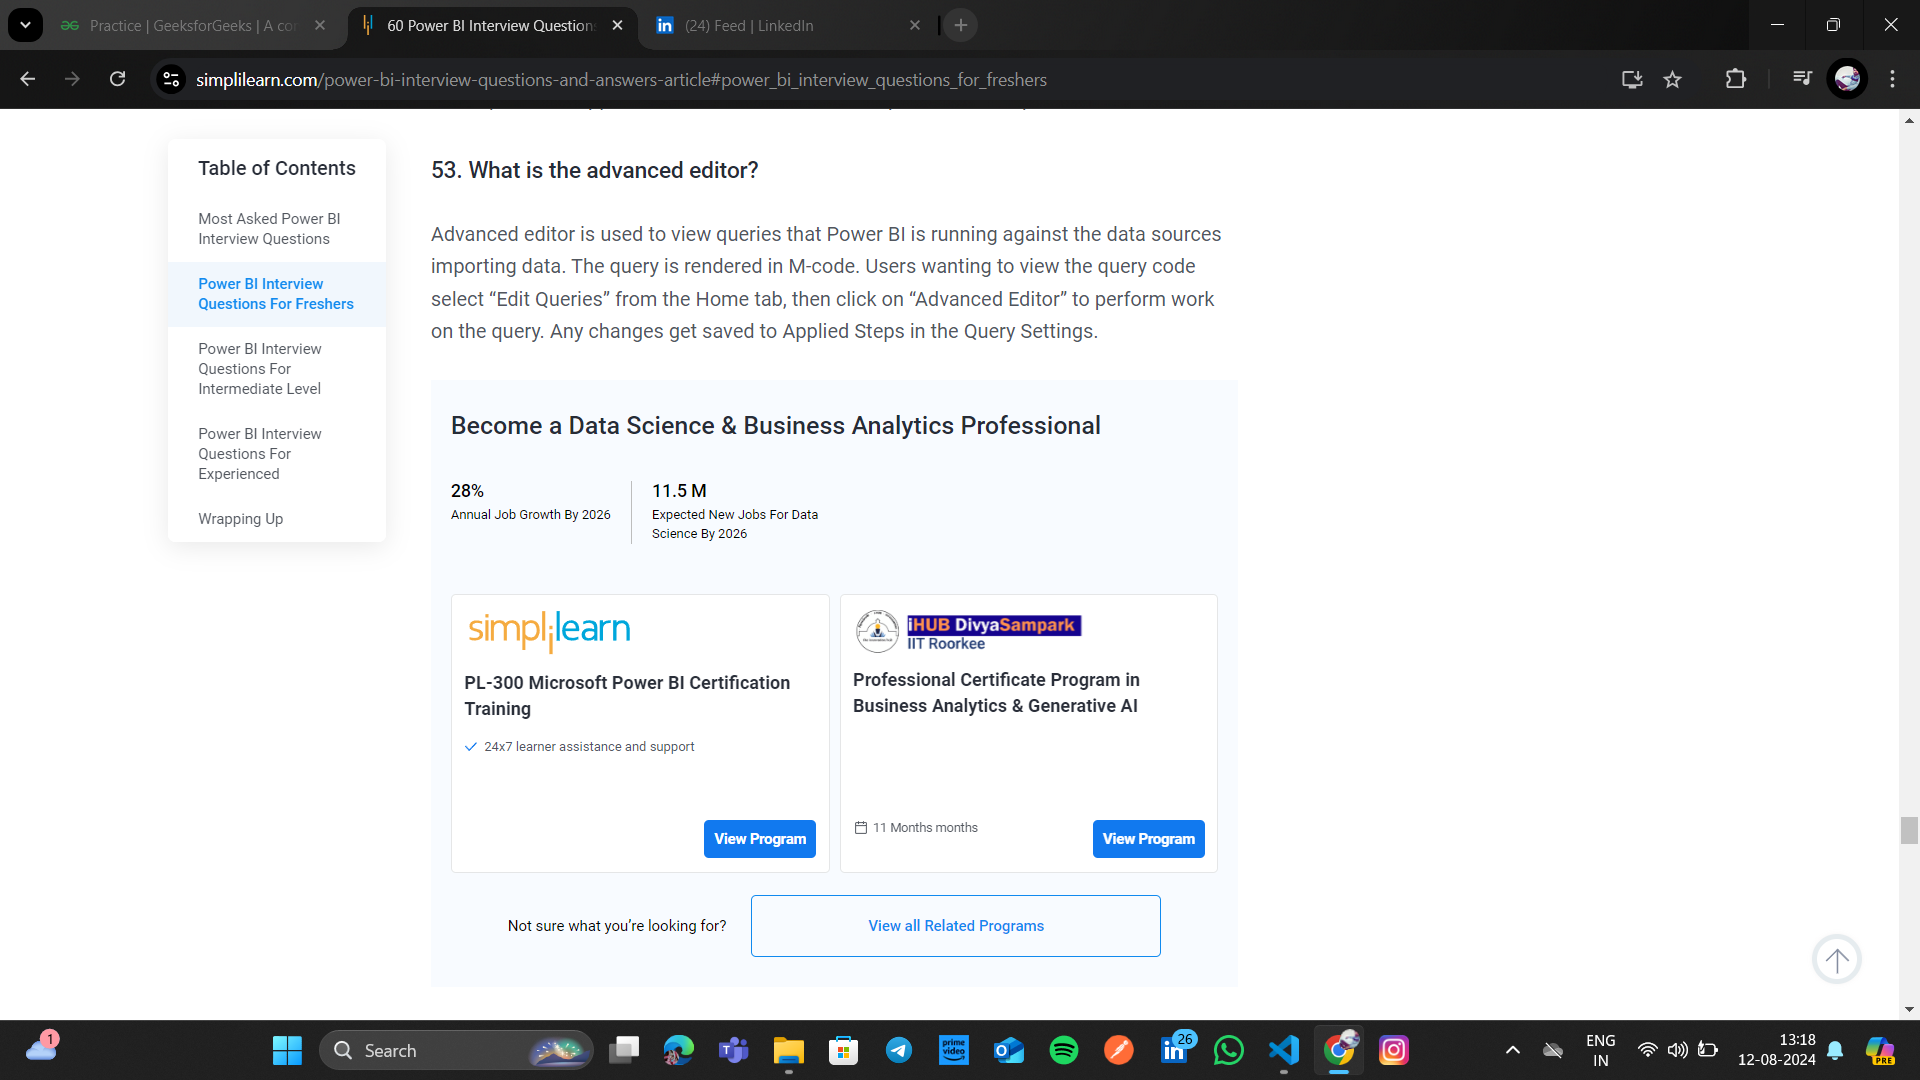 Practice | GeeksforGeeks | A co
60 Power BI Interview Question
(24) Feed | LinkedIn
simplilearn.com/power-bi-interview-questions-and-answers-article#power_bi_interview_questions_for_freshers
Table of Contents
Most Asked Power BI
Interview Questions
Power BI Interview
Questions For Freshers
Power BI Interview
Questions For
Intermediate Level
Power BI Interview
Questions For
Experienced
Wrapping Up
53. What is the advanced editor?
Advanced editor is used to view queries that Power BI is running against the data sources
importing data. The query is rendered in M-code. Users wanting to view the query code
select “Edit Queries” from the Home tab, then click on “Advanced Editor” to perform work
on the query. Any changes get saved to Applied Steps in the Query Settings.
Become a Data Science & Business Analytics Professional
28%
Annual Job Growth By 2026
11.5 M
Expected New Jobs For Data
Science By 2026
simplilearn
PL-300 Microsoft Power BI Certification
Training
24x7 learner assistance and support
View Program
iHUB DivyaSampark
IIT Roorkee
Professional Certificate Program in
Business Analytics & Generative AI
11 Months months
View Program
Not sure what you’re looking for?
View all Related Programs
1
Search
prime
video
26
ENG
IN
13:18
12-08-2024
PRE